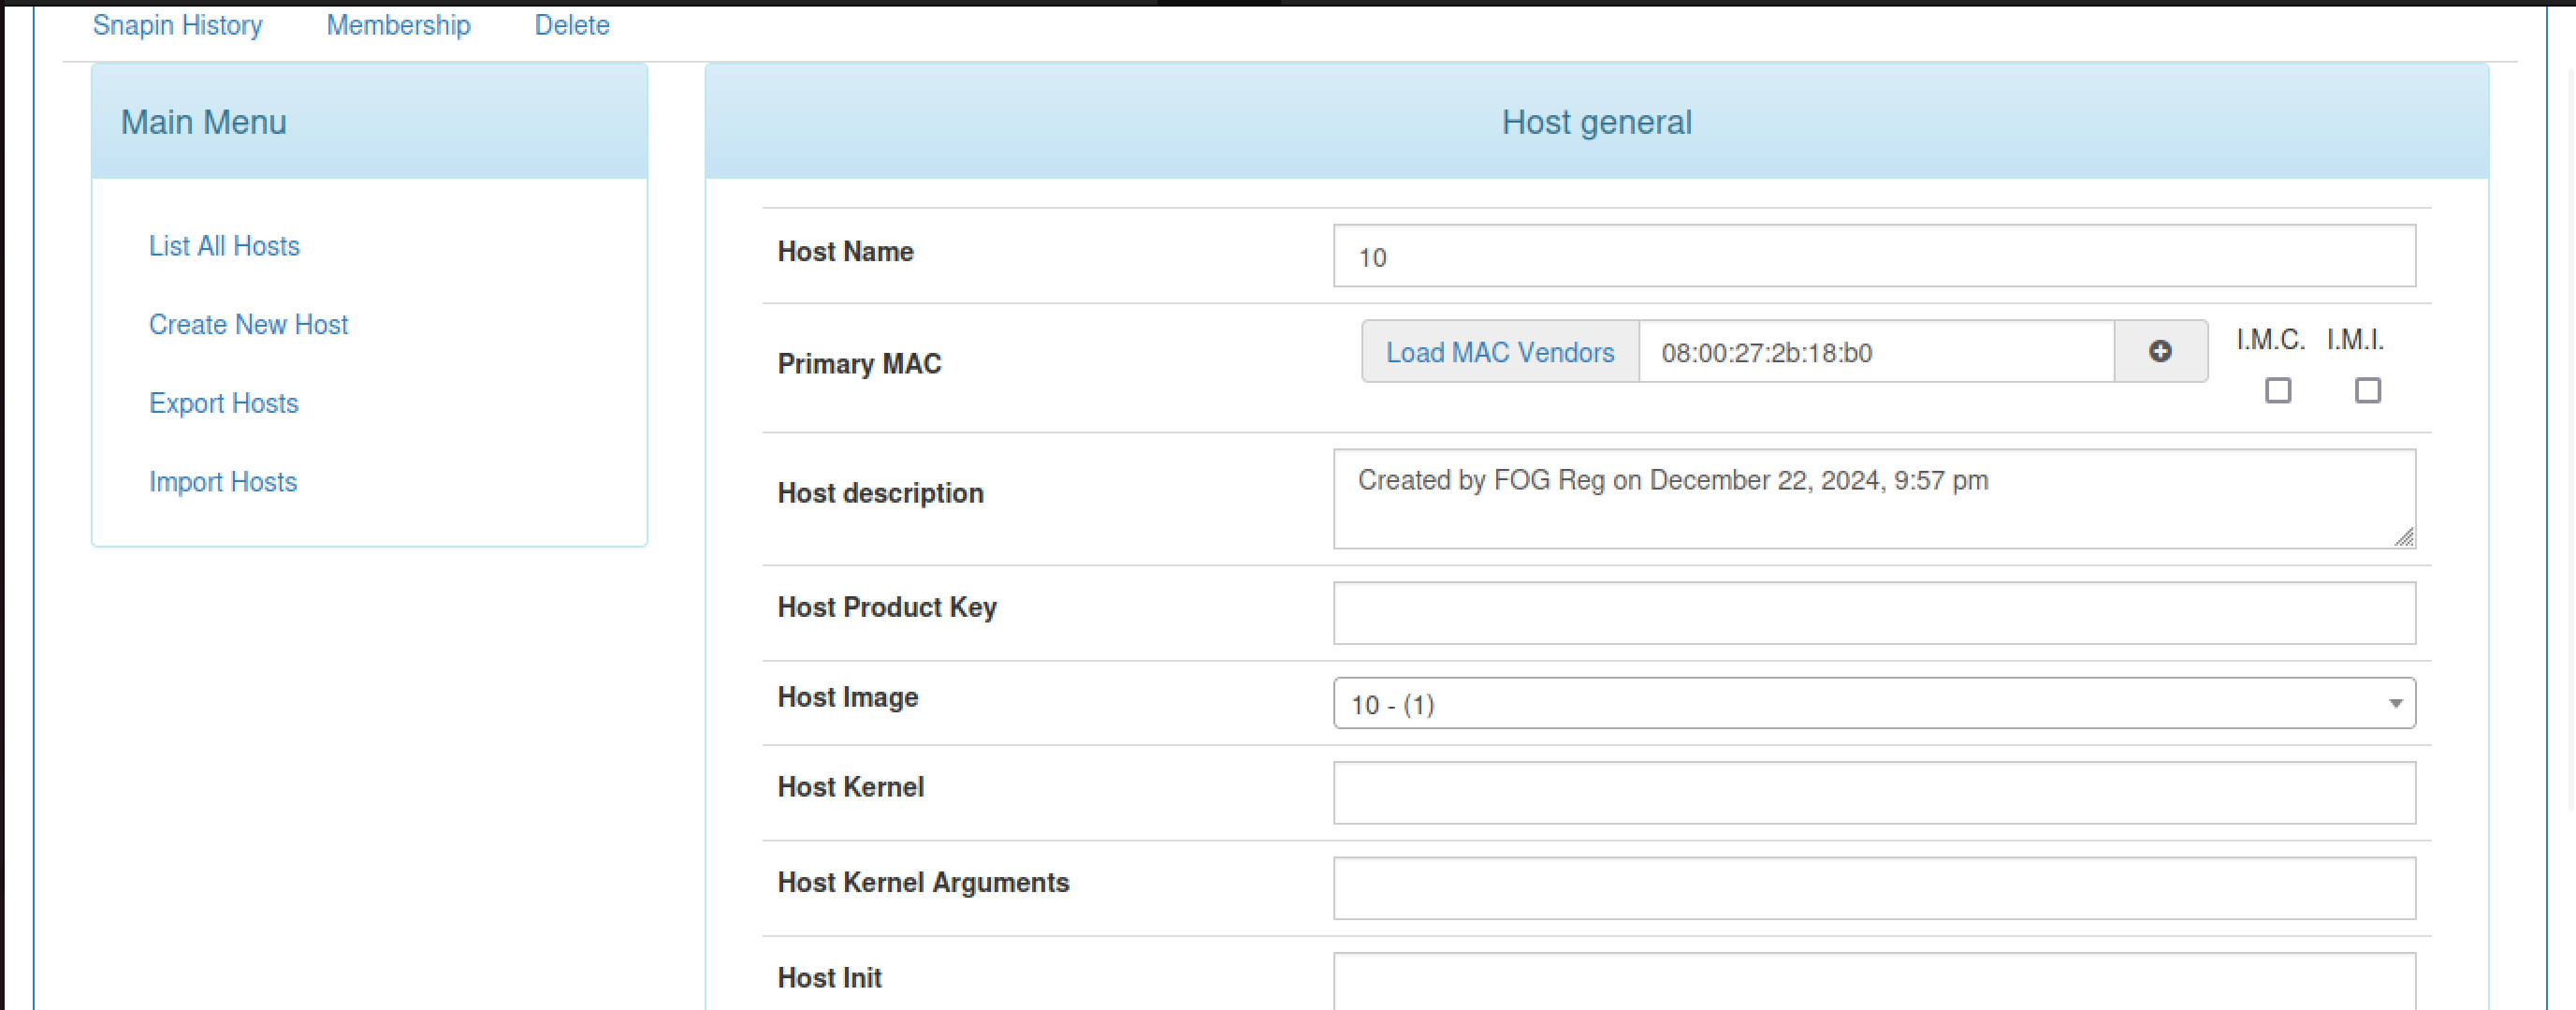 Snapin History Membership Delete
Main Menu
List All Hosts
Create New Host
Export Hosts
Import Hosts
Host general
Host Name 10
Primary MAC Load MAC Vendors 08:00:27:2b:18:b0 I.M.C. I.M.I.
Host description Created by FOG Reg on December 22, 2024, 9:57 pm
Host Product Key
Host Image 10 - (1)
Host Kernel
Host Kernel Arguments
Host Init